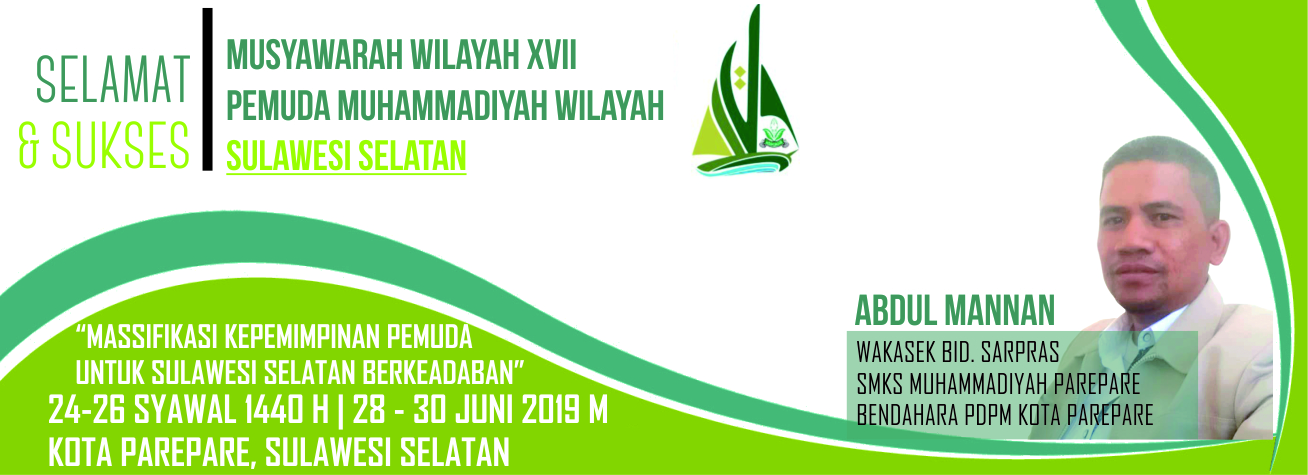 SELAMAT
& SUKSES
MUSYAWARAH WILAYAH XVII
PEMUDA MUHAMMADIYAH WILAYAH
SULAWESI SELATAN
“MASSIFIKASI KEPEMIMPINAN PEMUDA
UNTUK SULAWESI SELATAN BERKEADABAN”
24-26 SYAWAL 1440 H | 28 - 30 JUNI 2019 M
KOTA PAREPARE, SULAWESI SELATAN
ABDUL MANNAN
WAKASEK BID. SARPRAS
SMKS MUHAMMADIYAH PAREPARE
BENDAHARA PDPM KOTA PAREPARE